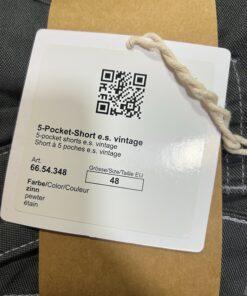 5-Pocket-Short e.s. vintage
5-pocket shorts e.s. vintage
Short à 5 poches e.s. vintage
Art.
66.54.348
Grösse/Size/Taille EU
48
Farbe/Color/Couleur
zinn
pewter
étain